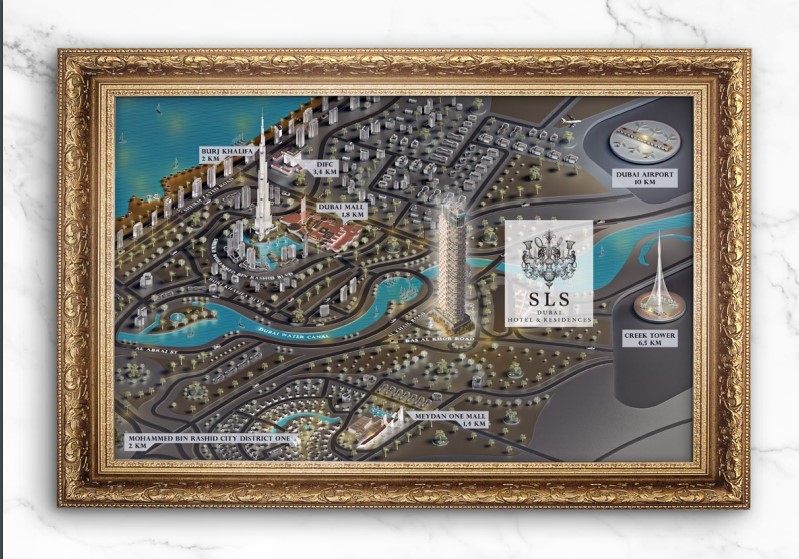 BURJ KHALIFA
2 KM
DIFC
3,4 KM
DUBAI MALL
1,8 KM
DUBAI AIRPORT
10 KM
SLS
DUBAI
HOTEL & RESIDENCES
CREEK TOWER
6,5 KM
DUBAI WATER CANAL
RAS AL KHOR ROAD
MEYDAN ONE MALL
1,4 KM
MOHAMMED BIN RASHID CITY DISTRICT ONE
2 KM